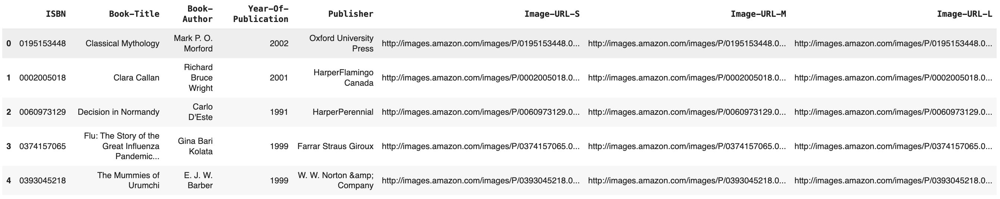 ISBN Book-Title Book-Author Year-Of-Publication Publisher Image-URL-S Image-URL-M Image-URL-L
0 0195153448 Classical Mythology Mark P. O. Morford 2002 Oxford University Press http://images.amazon.com/images/P/0195153448.0... http://images.amazon.com/images/P/0195153448.0... http://images.amazon.com/images/P/0195153448.0...
1 0002005018 Clara Callan Richard Bruce Wright 2001 HarperFlamingo Canada http://images.amazon.com/images/P/0002005018.0... http://images.amazon.com/images/P/0002005018.0... http://images.amazon.com/images/P/0002005018.0...
2 0060973129 Decision in Normandy Carlo D'Este 1991 HarperPerennial http://images.amazon.com/images/P/0060973129.0... http://images.amazon.com/images/P/0060973129.0... http://images.amazon.com/images/P/0060973129.0...
3 0374157065 Flu: The Story of the Great Influenza Pandemic... Gina Bari Kolata 1999 Farrar Straus Giroux http://images.amazon.com/images/P/0374157065.0... http://images.amazon.com/images/P/0374157065.0... http://images.amazon.com/images/P/0374157065.0...
4 0393045218 The Mummies of Urumchi E. J. W. Barber 1999 W. W. Norton &amp; Company http://images.amazon.com/images/P/0393045218.0... http://images.amazon.com/images/P/0393045218.0... http://images.amazon.com/images/P/0393045218.0...